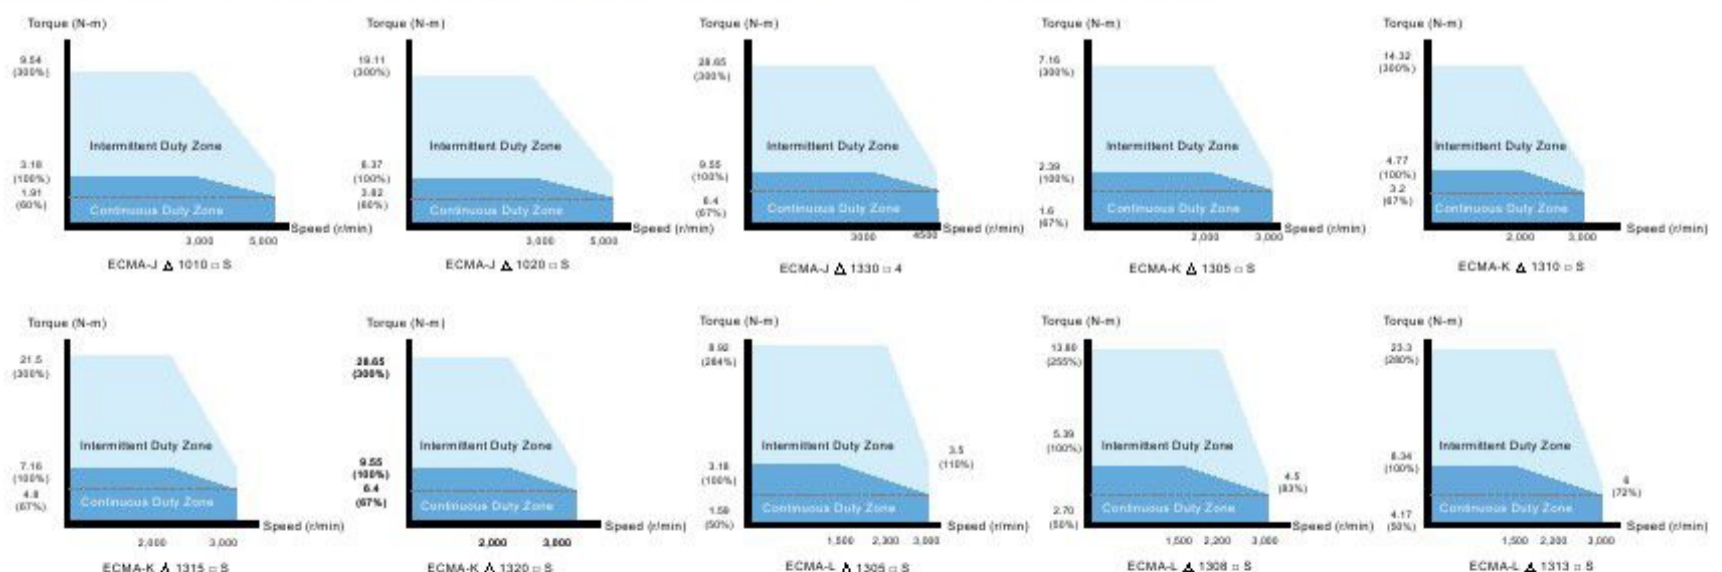 Torque (N-m)
9.54
(300%)
Intermittent Duty Zone
3.18
(100%)
1.91
(60%)
Continuous Duty Zone
Speed (r/min)
3,000
5,000
ECMA-J △ 1010 □ S
Torque (N-m)
19.11
(300%)
Intermittent Duty Zone
6.37
(100%)
3.82
(60%)
Continuous Duty Zone
Speed (r/min)
3,000
5,000
ECMA-J △ 1020 □ S
Torque (N-m)
28.65
(300%)
Intermittent Duty Zone
9.55
(100%)
6.4
(67%)
Continuous Duty Zone
Speed (r/min)
3000
4500
ECMA-J △ 1330 □ 4
Torque (N-m)
7.16
(300%)
Intermittent Duty Zone
2.39
(100%)
1.6
(67%)
Continuous Duty Zone
Speed (r/min)
2,000
3,000
ECMA-K △ 1305 □ S
Torque (N-m)
14.32
(300%)
Intermittent Duty Zone
4.77
(100%)
3.2
(67%)
Continuous Duty Zone
Speed (r/min)
2,000
3,000
ECMA-K △ 1310 □ S
Torque (N-m)
21.5
(300%)
Intermittent Duty Zone
7.16
(100%)
4.8
(67%)
Continuous Duty Zone
Speed (r/min)
2,000
3,000
ECMA-K △ 1315 □ S
Torque (N-m)
28.65
(300%)
Intermittent Duty Zone
9.55
(100%)
6.4
(67%)
Continuous Duty Zone
Speed (r/min)
2,000
3,000
ECMA-K △ 1320 □ S
Torque (N-m)
8.92
(284%)
Intermittent Duty Zone
3.5
(110%)
3.18
(100%)
1.59
(50%)
Continuous Duty Zone
Speed (r/min)
1,500
2,300
3,000
ECMA-L △ 1305 □ S
Torque (N-m)
13.80
(255%)
5.39
(100%)
Intermittent Duty Zone
4.5
(83%)
2.70
(50%)
Continuous Duty Zone
Speed (r/min)
1,500
2,200
3,000
ECMA-L △ 1308 □ S
Torque (N-m)
23.3
(280%)
Intermittent Duty Zone
8.34
(100%)
6
(72%)
4.17
(50%)
Continuous Duty Zone
Speed (r/min)
1,500
2,200
3,000
ECMA-L △ 1313 □ S